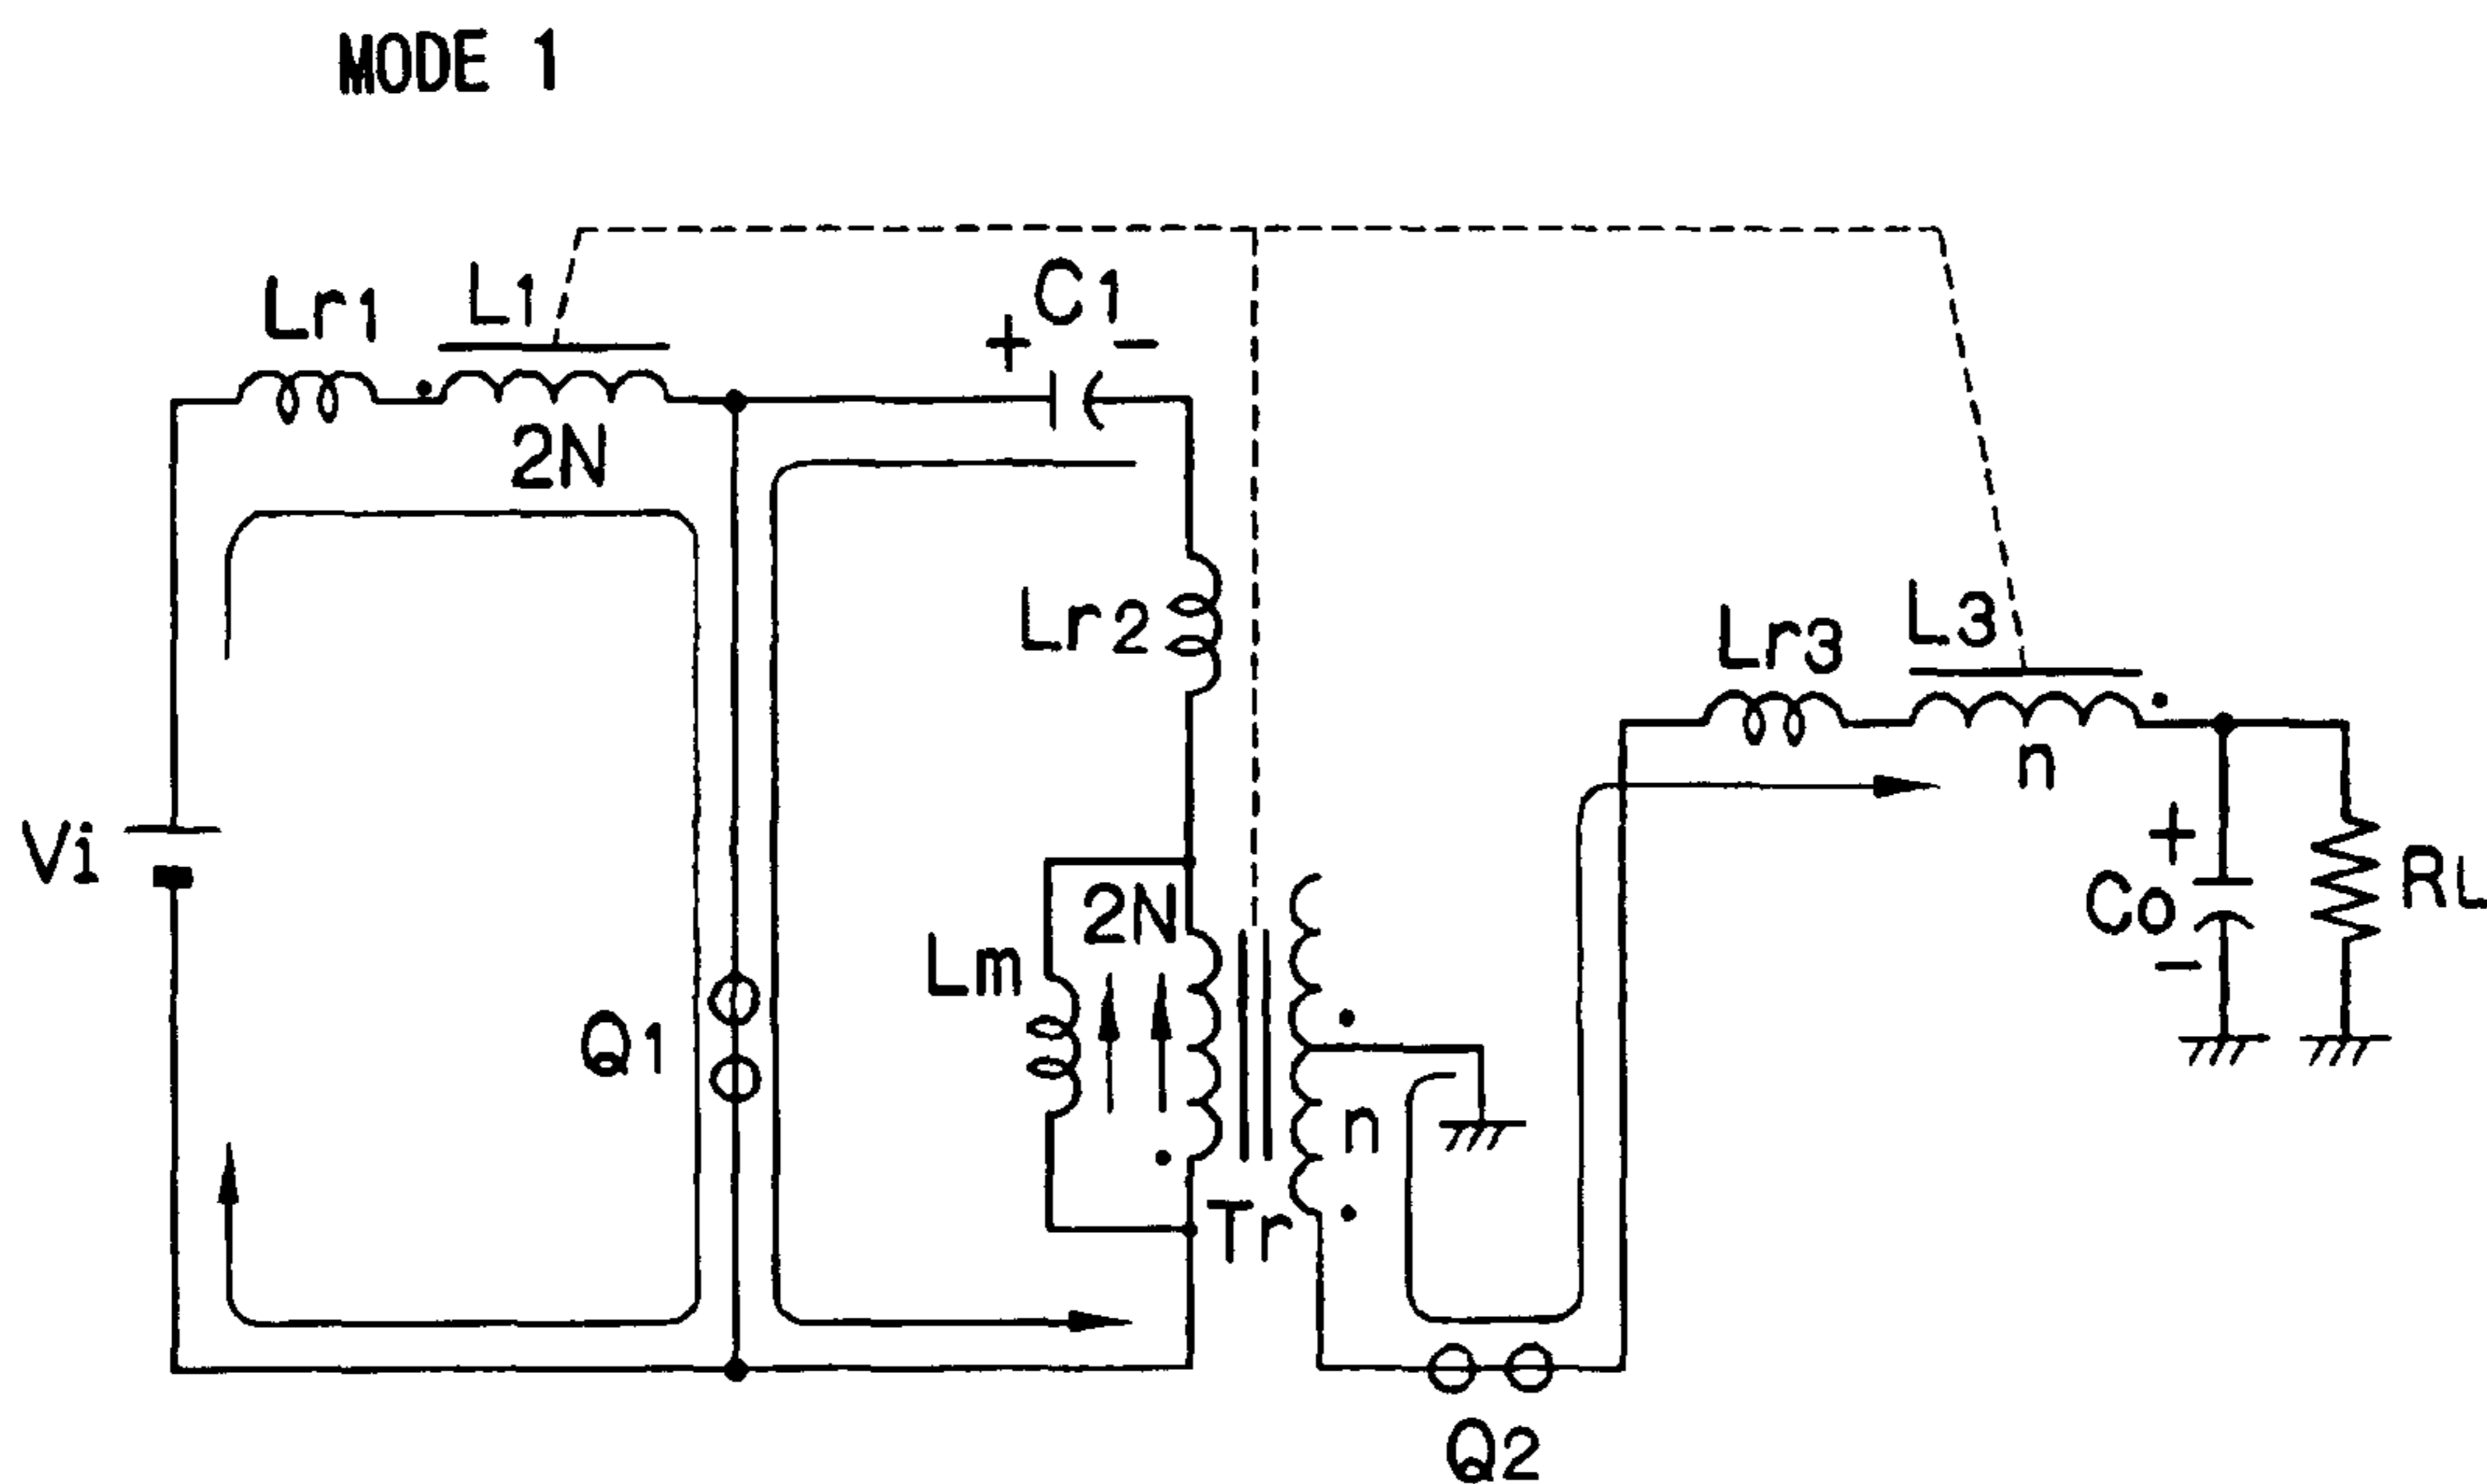 MODE 1
Lr1
L1
C1
+
-
2N
Lr2
Lr3
L3
n
Vi
+
Co
-
RL
2N
Lm
Q1
n
Tr
Q2